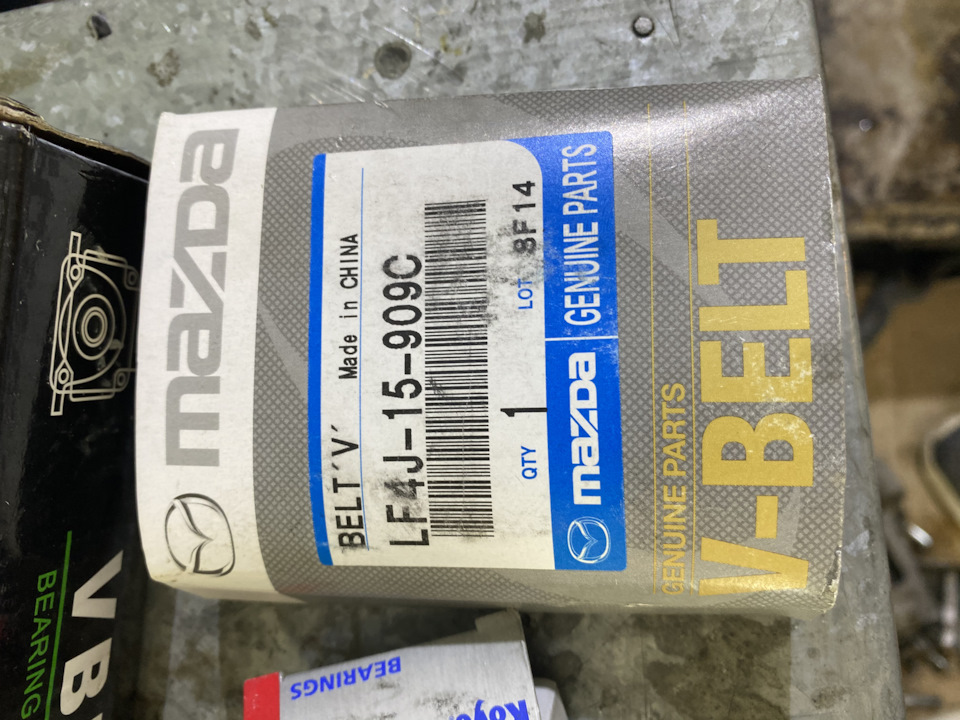 mazda
BELT'V' Made in CHINA
LF4J-15-909C
QTY 1 LOT 8F14
mazda GENUINE PARTS
GENUINE PARTS
V-BELT
BEARINGS